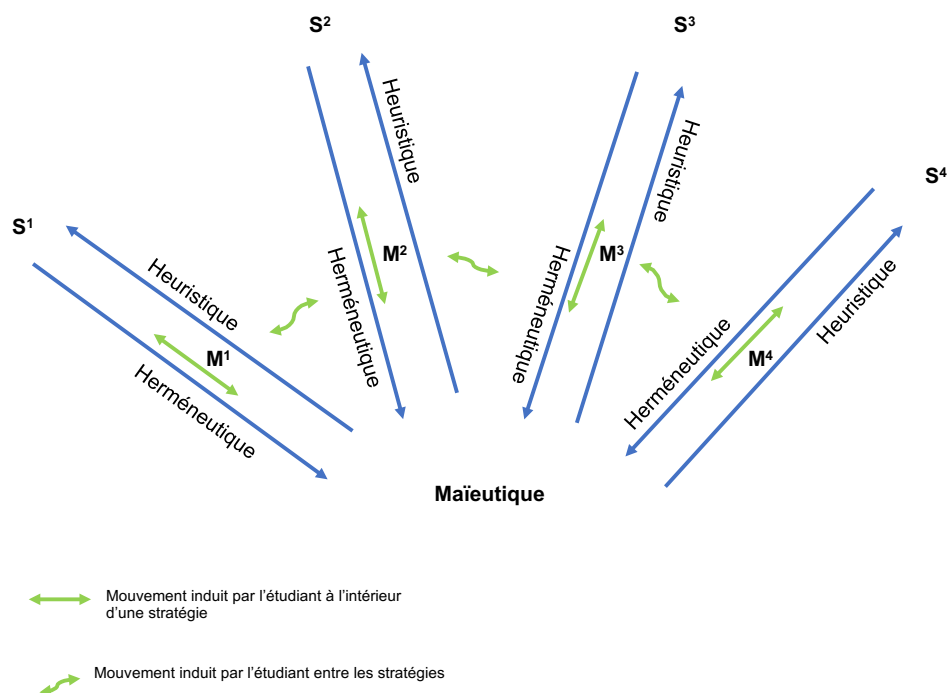 S²
S³
S⁴
S¹
Heuristique
Herméneutique
M¹
Heuristique
Herméneutique
M²
Heuristique
Herméneutique
M³
Heuristique
Herméneutique
M⁴
Maïeutique
Mouvement induit par l’étudiant à l’intérieur
d’une stratégie
Mouvement induit par l’étudiant entre les stratégies